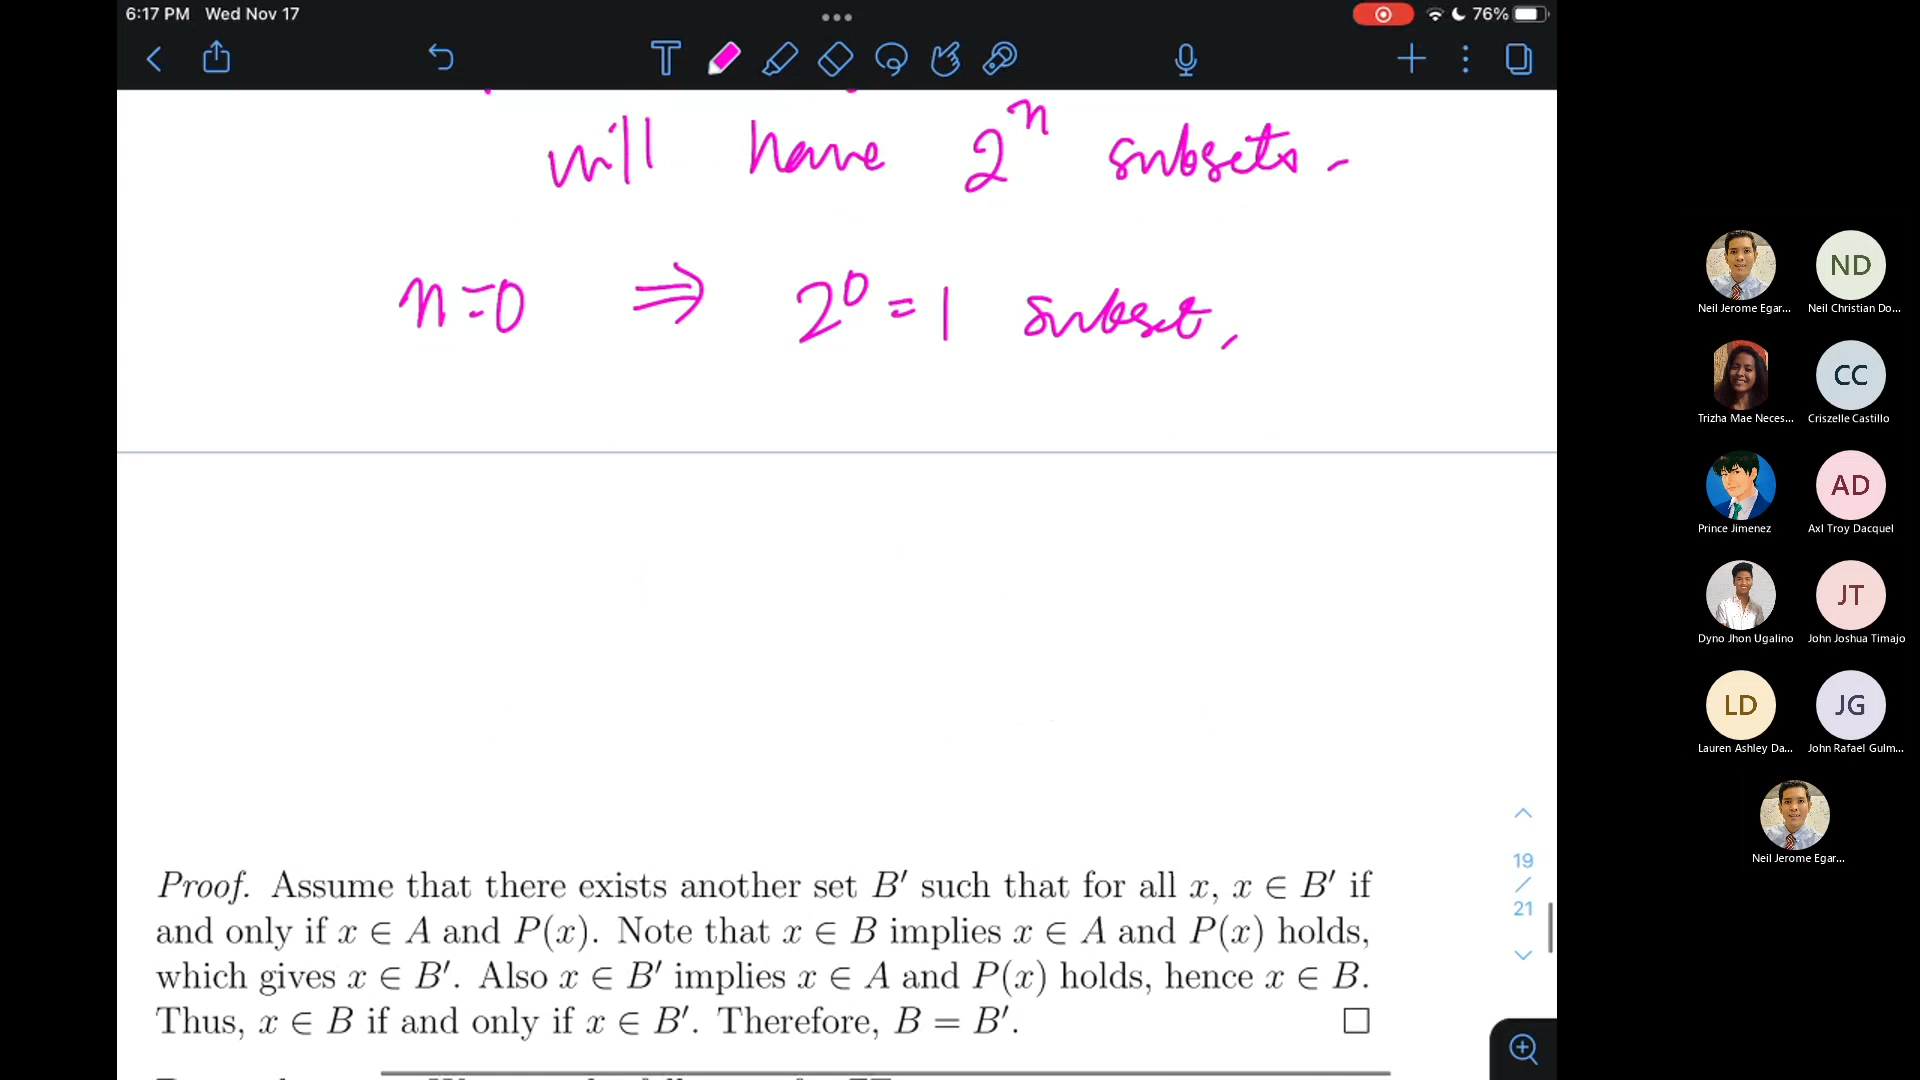 6:17 PM Wed Nov 17
76%
will have 2ⁿ subsets.
n=0 ⇒ 2⁰ = 1 subset,
Proof. Assume that there exists another set B′ such that for all x, x ∈ B′ if
and only if x ∈ A and P(x). Note that x ∈ B implies x ∈ A and P(x) holds,
which gives x ∈ B′. Also x ∈ B′ implies x ∈ A and P(x) holds, hence x ∈ B.
Thus, x ∈ B if and only if x ∈ B′. Therefore, B = B′. □
19
/
21
ND
Neil Jerome Egar... Neil Christian Do...
CC
Trizha Mae Neces... Criszelle Castillo
AD
Prince Jimenez Axl Troy Dacquel
JT
Dyno Jhon Ugalino John Joshua Timajo
LD JG
Lauren Ashley Da... John Rafael Gulm...
Neil Jerome Egar...